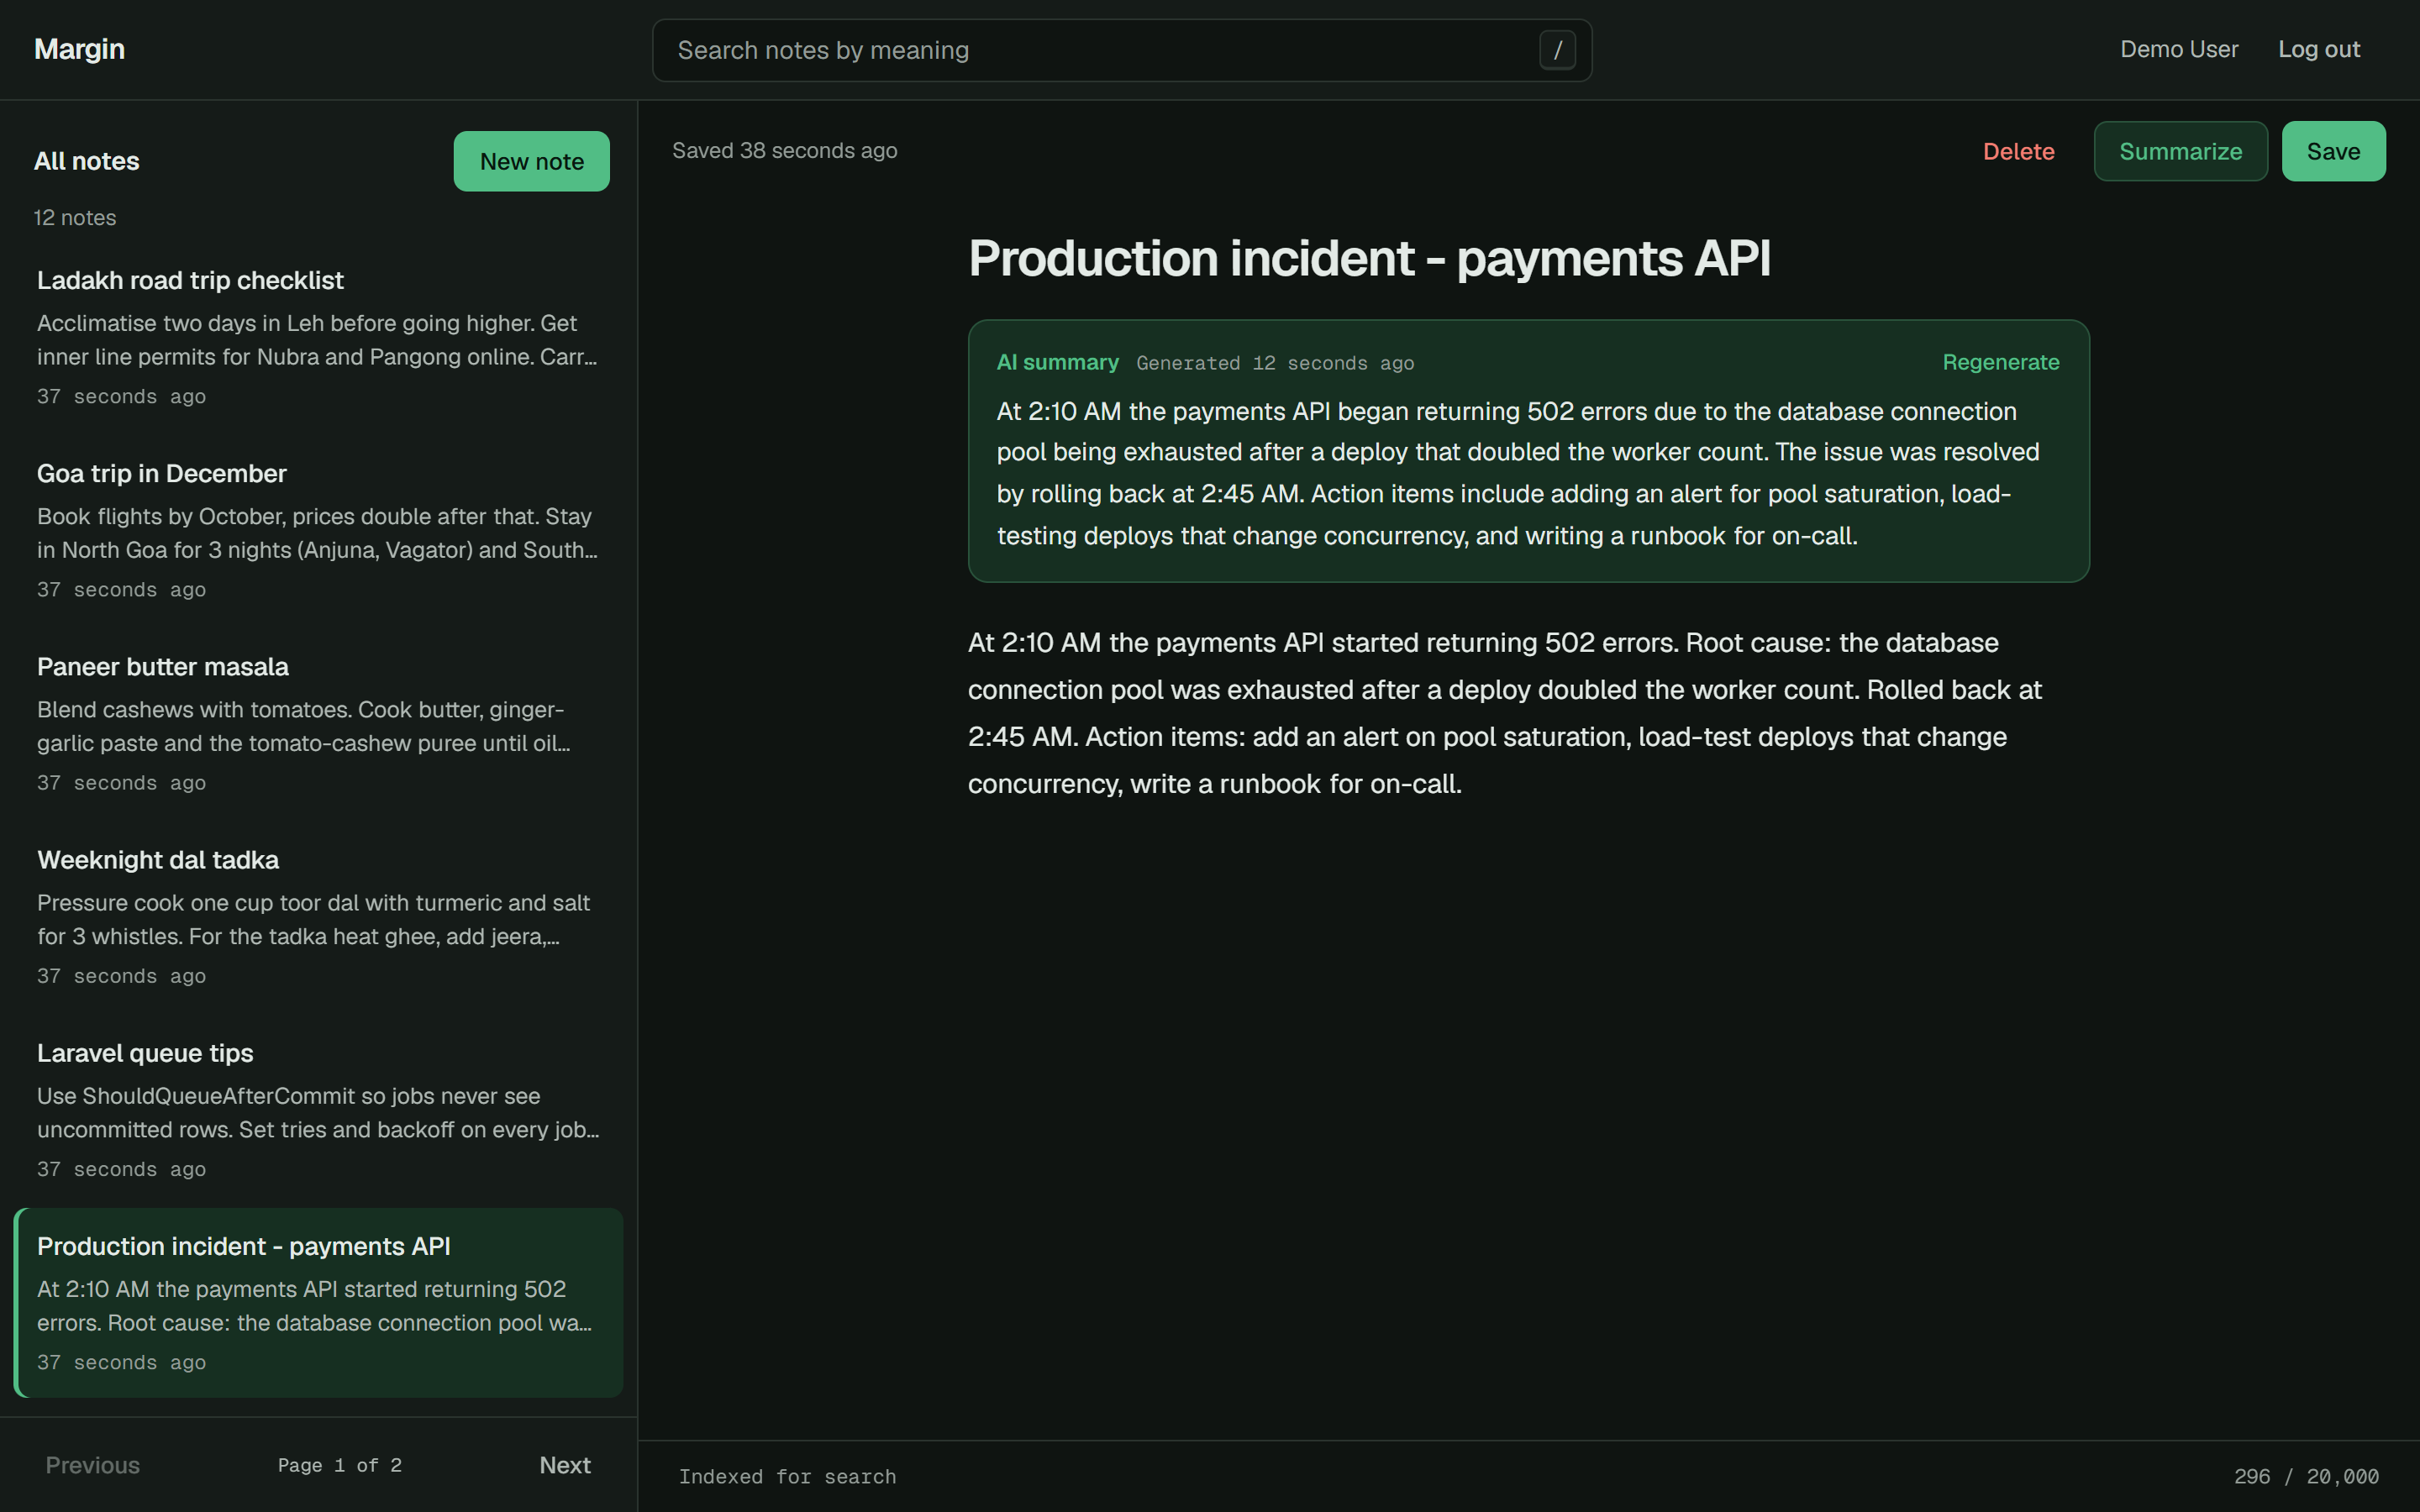 Margin
Search notes by meaning
/
Demo User
Log out
All notes
New note
12 notes
Ladakh road trip checklist
Acclimatise two days in Leh before going higher. Get
inner line permits for Nubra and Pangong online. Carr...
37 seconds ago
Goa trip in December
Book flights by October, prices double after that. Stay
in North Goa for 3 nights (Anjuna, Vagator) and South...
37 seconds ago
Paneer butter masala
Blend cashews with tomatoes. Cook butter, ginger-
garlic paste and the tomato-cashew puree until oil...
37 seconds ago
Weeknight dal tadka
Pressure cook one cup toor dal with turmeric and salt
for 3 whistles. For the tadka heat ghee, add jeera,...
37 seconds ago
Laravel queue tips
Use ShouldQueueAfterCommit so jobs never see
uncommitted rows. Set tries and backoff on every job...
37 seconds ago
Production incident - payments API
At 2:10 AM the payments API started returning 502
errors. Root cause: the database connection pool wa...
37 seconds ago
Previous
Page 1 of 2
Next
Saved 38 seconds ago
Delete
Summarize
Save
Production incident - payments API
AI summary
Generated 12 seconds ago
Regenerate
At 2:10 AM the payments API began returning 502 errors due to the database connection
pool being exhausted after a deploy that doubled the worker count. The issue was resolved
by rolling back at 2:45 AM. Action items include adding an alert for pool saturation, load-
testing deploys that change concurrency, and writing a runbook for on-call.
At 2:10 AM the payments API started returning 502 errors. Root cause: the database
connection pool was exhausted after a deploy doubled the worker count. Rolled back at
2:45 AM. Action items: add an alert on pool saturation, load-test deploys that change
concurrency, write a runbook for on-call.
Indexed for search
296 / 20,000